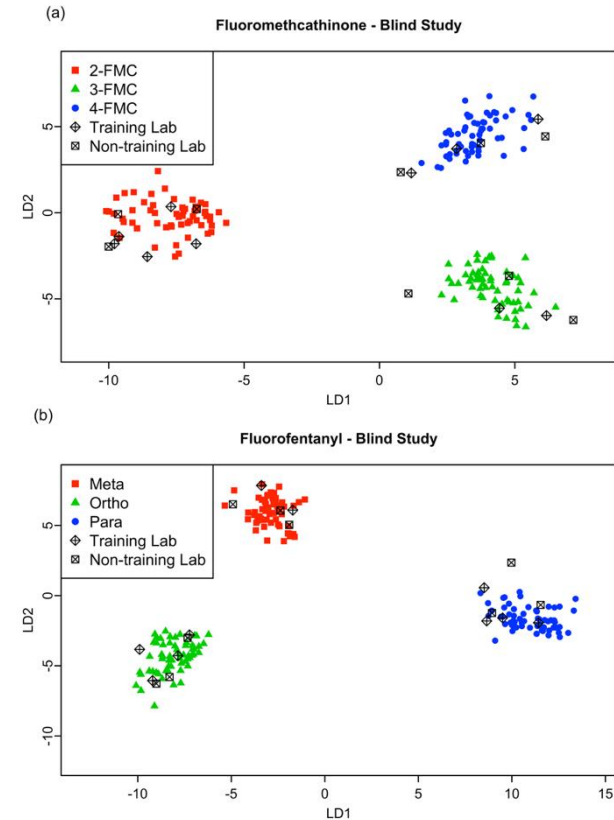 (a)
Fluoromethcathinone - Blind Study
2-FMC
3-FMC
4-FMC
Training Lab
Non-training Lab
5
0
-5
LD2
-10
-5
0
5
LD1
(b)
Fluorofentanyl - Blind Study
Meta
Ortho
Para
Training Lab
Non-training Lab
5
0
-5
-10
LD2
-10
-5
0
5
10
15
LD1